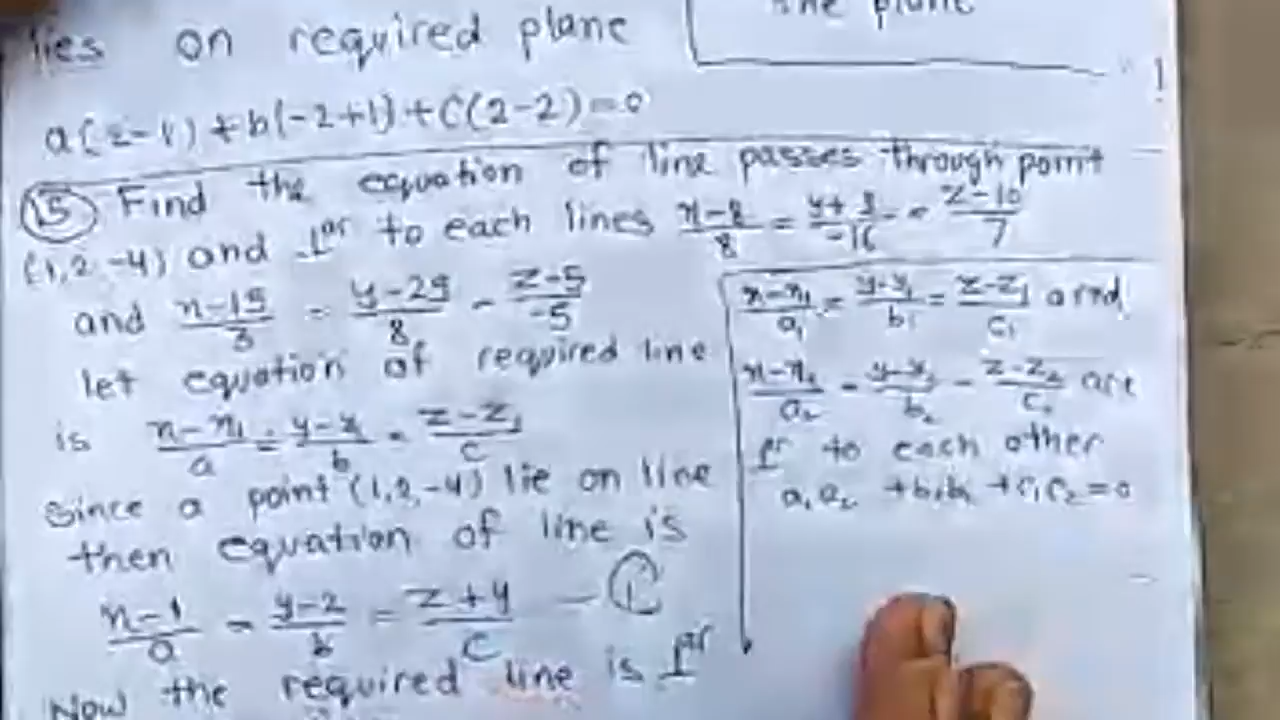 lies on required plane
the plane
a(2-1)+b(-2+1)+c(2-2)=0
(15) Find the equation of line passes through point
(1,2,-4) and ⊥ar to each lines x-8/8 = y+9/-16 = z-10/7
and x-15/3 = y-29/8 = z-5/-5
let equation of required line
is x-x₁/a = y-y₁/b = z-z₁/c
Since a point (1,2,-4) lie on line
then equation of line is
x-1/a = y-2/b = z+4/c — (1)
Now the required line is ⊥ar
x-x₁/a₁ = y-y₁/b₁ = z-z₁/c₁ and
x-x₂/a₂ = y-y₂/b₂ = z-z₂/c₂ are
⊥r to each other
a₁a₂ + b₁b₂ + c₁c₂ = 0